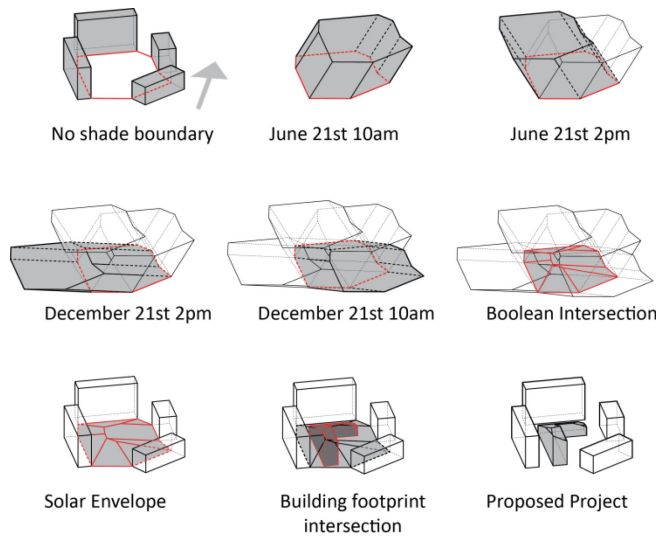 No shade boundary
June 21st 10am
June 21st 2pm
December 21st 2pm
December 21st 10am
Boolean Intersection
Solar Envelope
Building footprint
intersection
Proposed Project